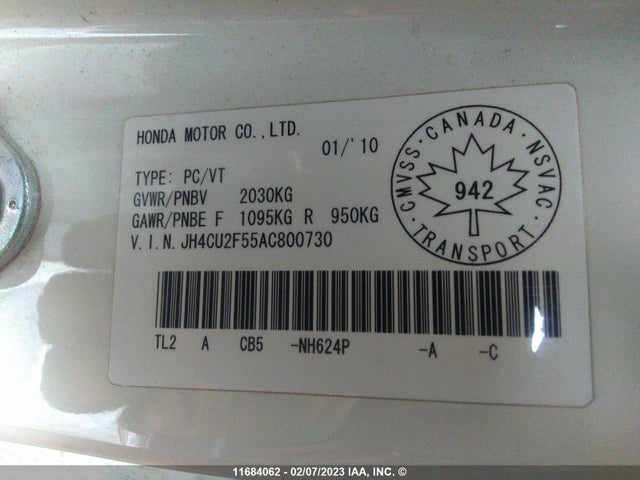 HONDA MOTOR CO.,LTD.
01/'10
TYPE: PC/VT
GVWR/PNBV 2030KG
GAWR/PNBE F 1095KG R 950KG
V.I.N. JH4CU2F55AC800730
CMVSS · CANADA · NSVAC · TRANSPORT ·
942
TL2 A CB5 -NH624P -A -C
11684062 - 02/07/2023 IAA, INC. ©